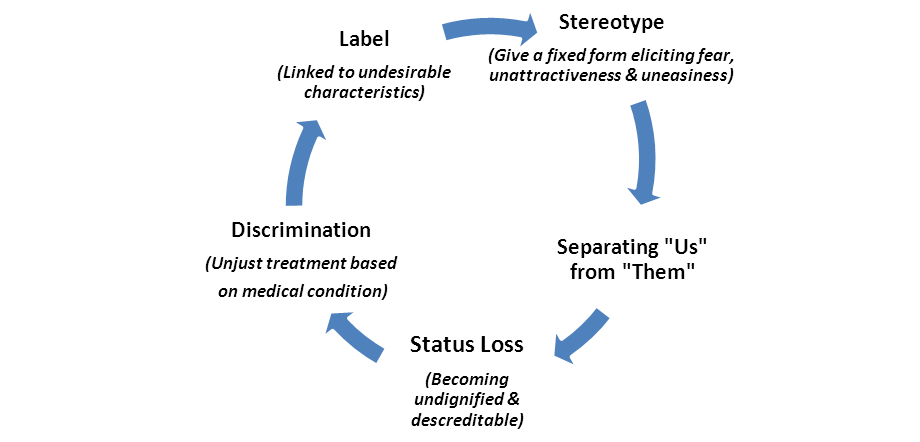 Label
(Linked to undesirable
characteristics)
Stereotype
(Give a fixed form eliciting fear,
unattractiveness & uneasiness)
Separating "Us"
from "Them"
Status Loss
(Becoming
undignified &
descreditable)
Discrimination
(Unjust treatment based
on medical condition)